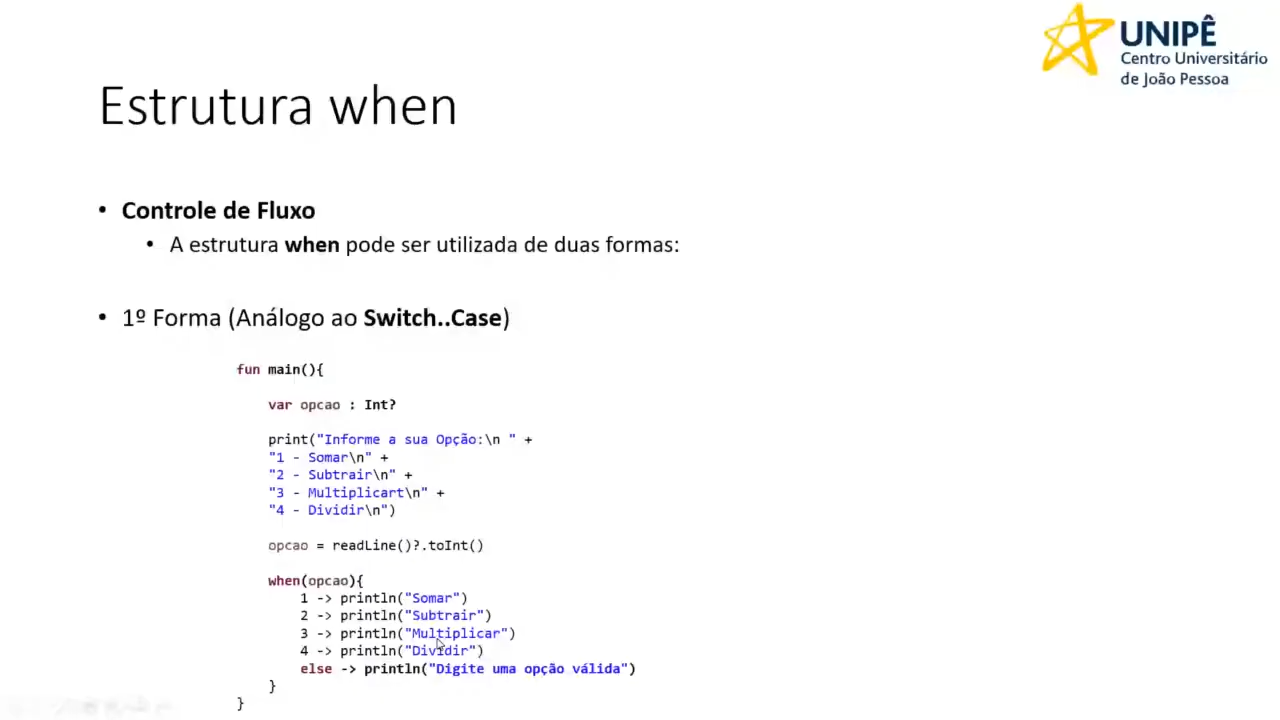 UNIPÊ
Centro Universitário
de João Pessoa
Estrutura when
• Controle de Fluxo
• A estrutura when pode ser utilizada de duas formas:
• 1º Forma (Análogo ao Switch..Case)
fun main(){
var opcao : Int?
print("Informe a sua Opção:\n " +
"1 - Somar\n" +
"2 - Subtrair\n" +
"3 - Multiplicart\n" +
"4 - Dividir\n")
opcao = readLine()?.toInt()
when(opcao){
1 -> println("Somar")
2 -> println("Subtrair")
3 -> println("Multiplicar")
4 -> println("Dividir")
else -> println("Digite uma opção válida")
}
}